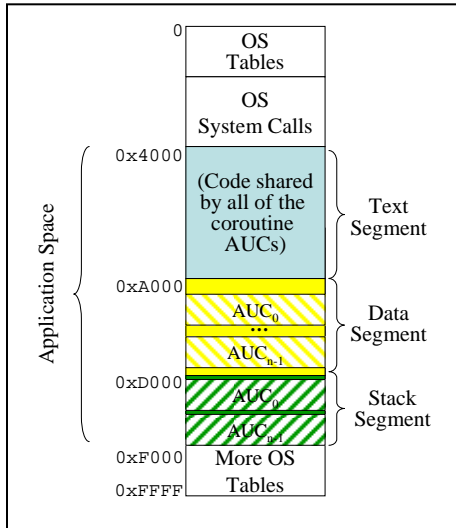 0
OS
Tables
OS
System Calls
0x4000
(Code shared
by all of the
coroutine
AUCs)
Text
Segment
Application Space
0xA000
AUC0
...
AUCn-1
Data
Segment
0xD000
AUC0
AUCn-1
Stack
Segment
0xF000
More OS
Tables
0xFFFF